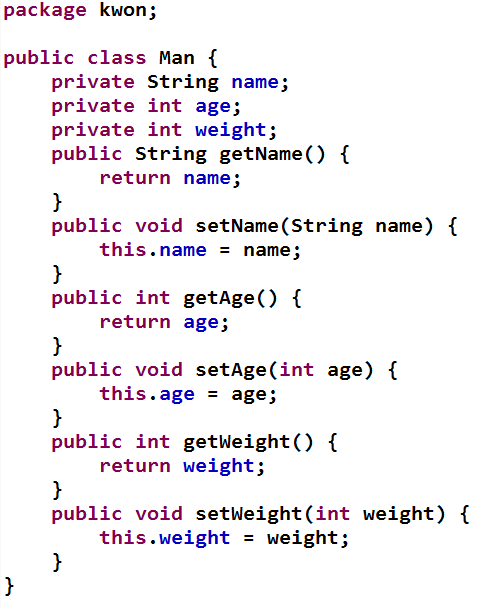 package kwon;

public class Man {
    private String name;
    private int age;
    private int weight;
    public String getName() {
        return name;
    }
    public void setName(String name) {
        this.name = name;
    }
    public int getAge() {
        return age;
    }
    public void setAge(int age) {
        this.age = age;
    }
    public int getWeight() {
        return weight;
    }
    public void setWeight(int weight) {
        this.weight = weight;
    }
}